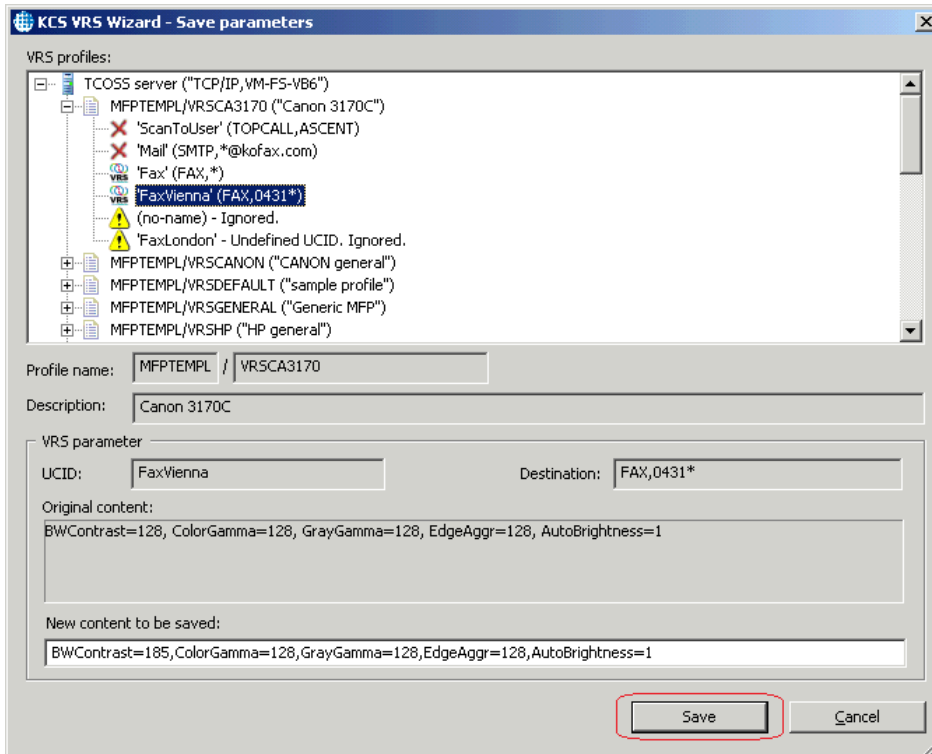 KCS VRS Wizard - Save parameters
VRS profiles:
TCOSS server ("TCP/IP,VM-FS-VB6")
MFPTEMPL/VRSCA3170 ("Canon 3170C")
'ScanToUser' (TOPCALL,ASCENT)
'Mail' (SMTP,*@kofax.com)
VRS 'Fax' (FAX,*)
VRS 'FaxVienna' (FAX,0431*)
(no-name) - Ignored.
'FaxLondon' - Undefined UCID. Ignored.
MFPTEMPL/VRSCANON ("CANON general")
MFPTEMPL/VRSDEFAULT ("sample profile")
MFPTEMPL/VRSGENERAL ("Generic MFP")
MFPTEMPL/VRSHP ("HP general")
Profile name: MFPTEMPL / VRSCA3170
Description: Canon 3170C
VRS parameter
UCID: FaxVienna Destination: FAX,0431*
Original content:
BWContrast=128, ColorGamma=128, GrayGamma=128, EdgeAggr=128, AutoBrightness=1
New content to be saved:
BWContrast=185,ColorGamma=128,GrayGamma=128,EdgeAggr=128,AutoBrightness=1
Save Cancel